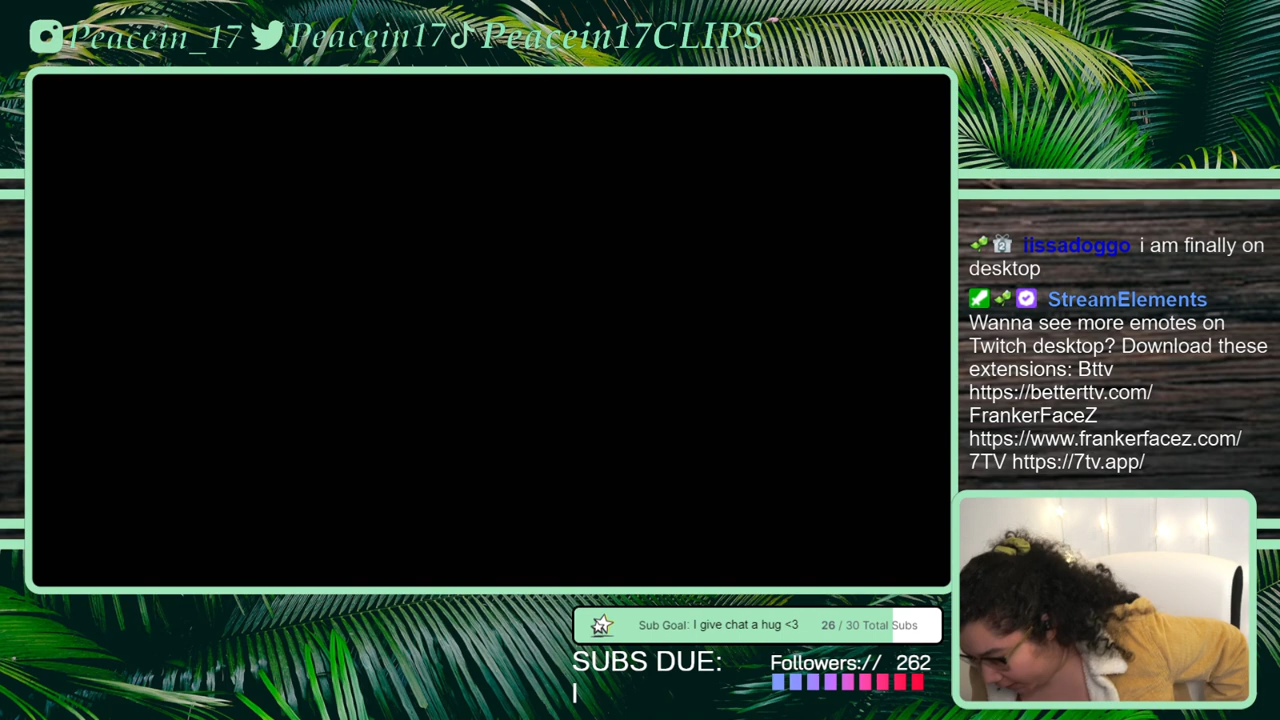 Peacein_17 Peacein17 Peacein17CLIPS
iissadoggo i am finally on
desktop
StreamElements
Wanna see more emotes on
Twitch desktop? Download these
extensions: Bttv
https://betterttv.com/
FrankerFaceZ
https://www.frankerfacez.com/
7TV https://7tv.app/
Sub Goal: I give chat a hug <3 26 / 30 Total Subs
SUBS DUE:
I
Followers:// 262